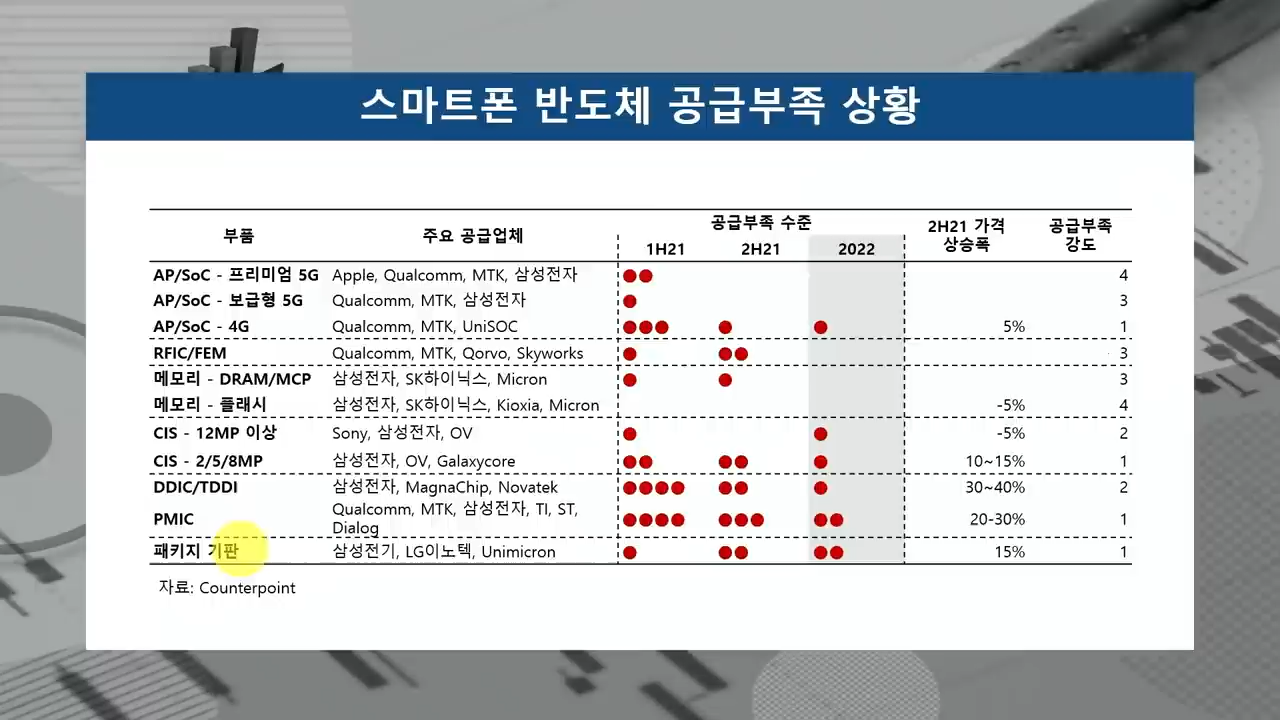 스마트폰 반도체 공급부족 상황
부품 주요 공급업체 공급부족 수준 2H21 가격 상승폭 공급부족 강도
1H21 2H21 2022
AP/SoC - 프리미엄 5G Apple, Qualcomm, MTK, 삼성전자 4
AP/SoC - 보급형 5G Qualcomm, MTK, 삼성전자 3
AP/SoC - 4G Qualcomm, MTK, UniSOC 5% 1
RFIC/FEM Qualcomm, MTK, Qorvo, Skyworks 3
메모리 - DRAM/MCP 삼성전자, SK하이닉스, Micron 3
메모리 - 플래시 삼성전자, SK하이닉스, Kioxia, Micron -5% 4
CIS - 12MP 이상 Sony, 삼성전자, OV -5% 2
CIS - 2/5/8MP 삼성전자, OV, Galaxycore 10~15% 1
DDIC/TDDI 삼성전자, MagnaChip, Novatek 30~40% 2
PMIC Qualcomm, MTK, 삼성전자, TI, ST, Dialog 20-30% 1
패키지 기판 삼성전기, LG이노텍, Unimicron 15% 1
자료: Counterpoint